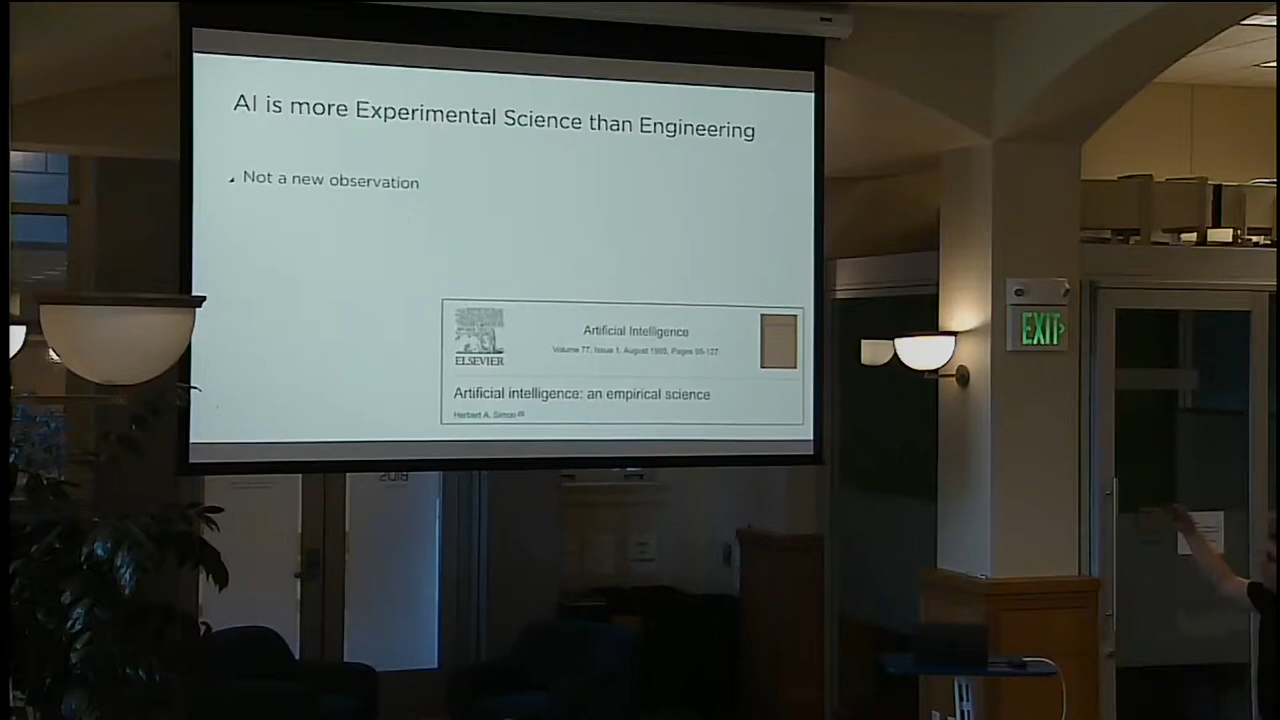 AI is more Experimental Science than Engineering
Not a new observation
ELSEVIER
Artificial Intelligence
Volume 77, Issue 1, August 1995, Pages 95-127
Artificial intelligence: an empirical science
Herbert A. Simon
EXIT